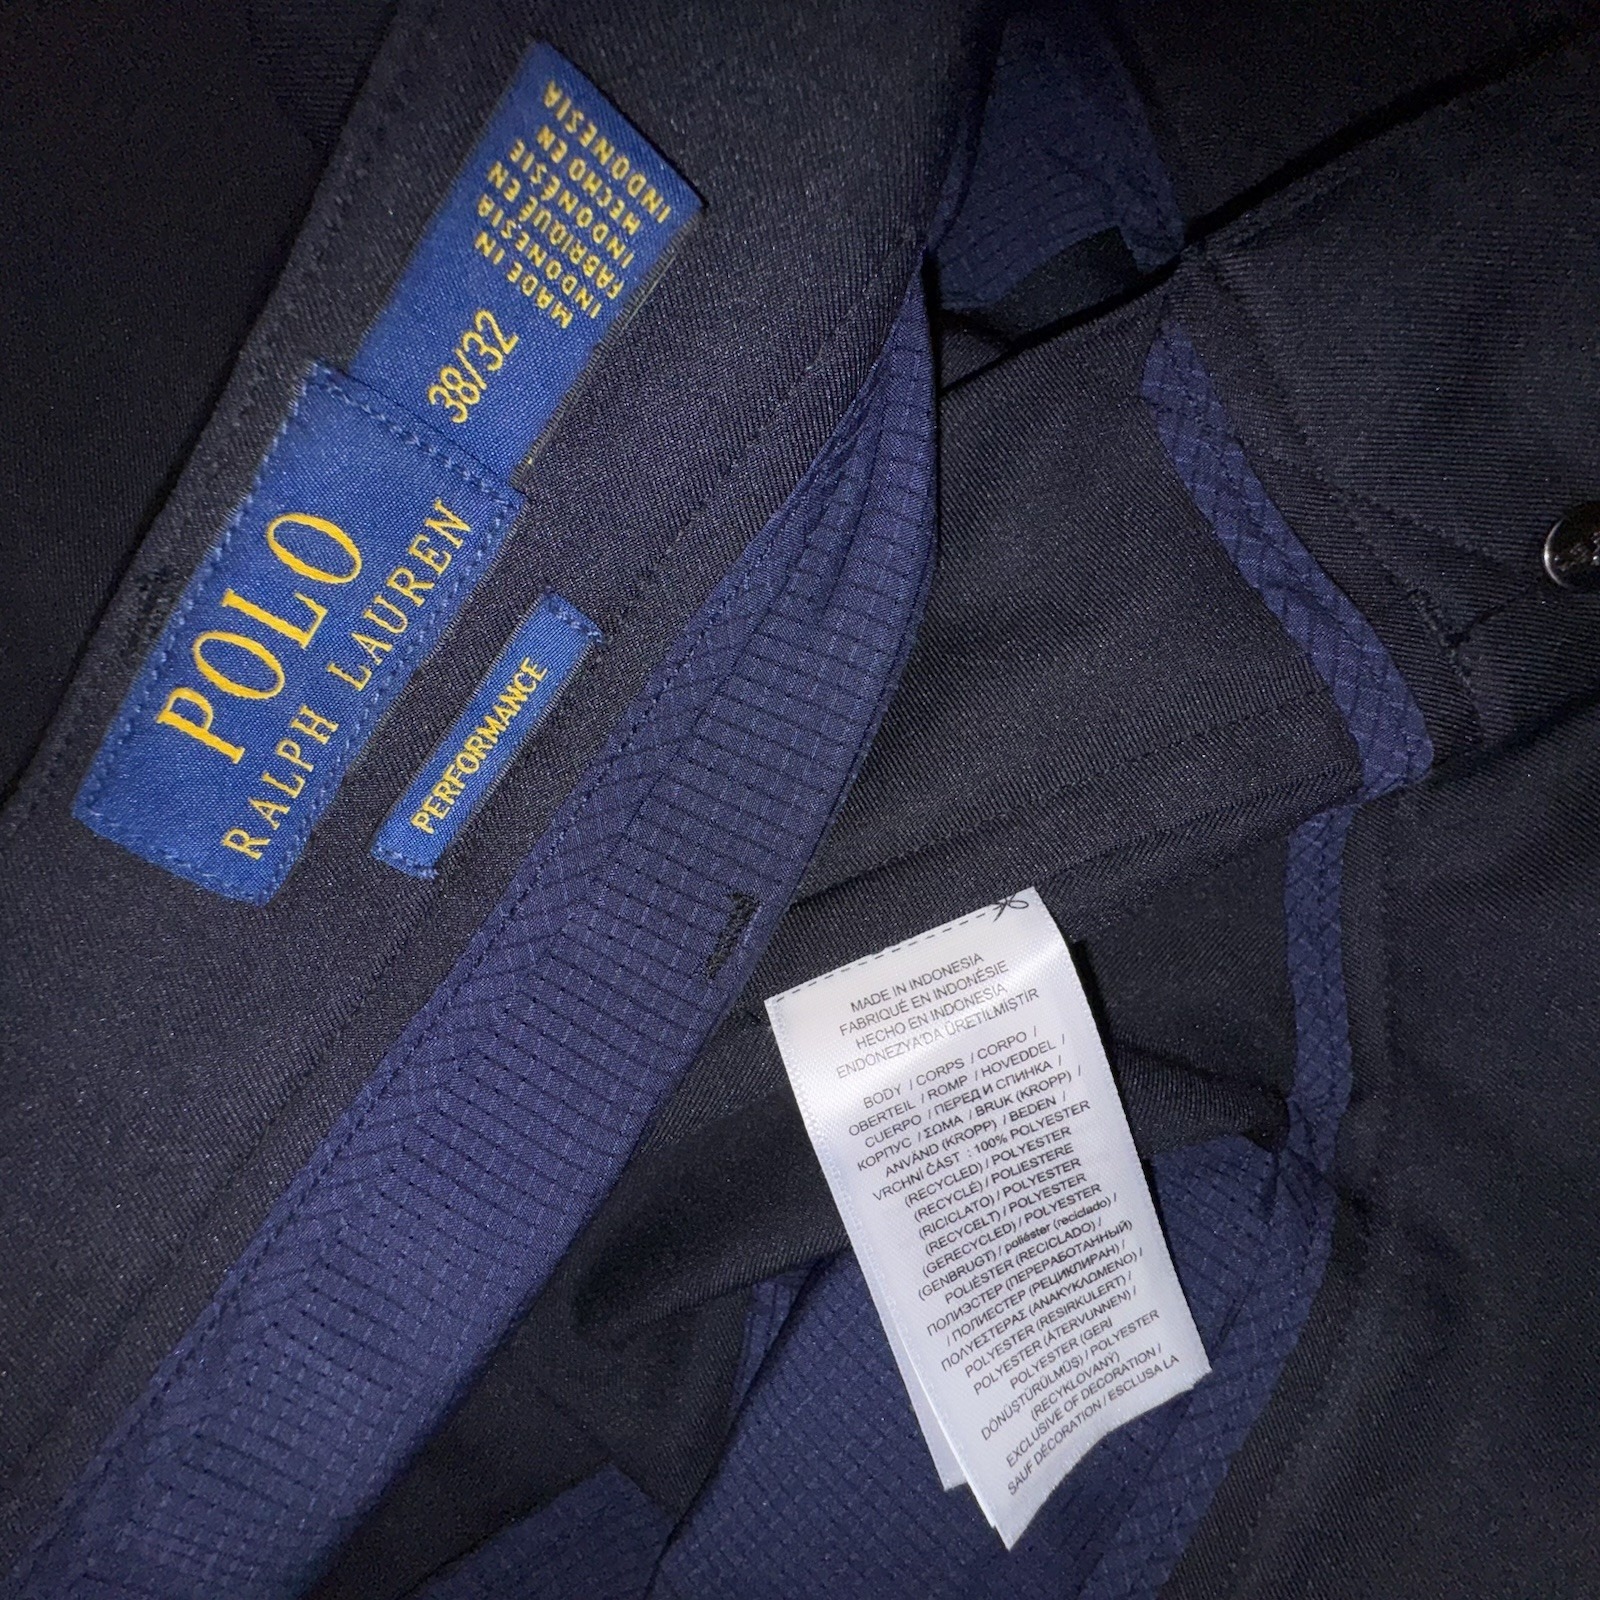 POLO
RALPH LAUREN
38/32
MADE IN
INDONESIA
FABRIQUÉ EN
INDONÉSIE
HECHO EN
INDONESIA
PERFORMANCE
MADE IN INDONESIA
FABRIQUÉ EN INDONÉSIE
HECHO EN INDONESIA
ENDONEZYA'DA ÜRETILMIŞTIR
BODY / CORPS / CORPO /
OBERTEIL / ROMP / HOVEDDEL /
CUERPO / ПЕРЕД И СПИНКА /
КОРПУС / ΣΩΜΑ / BRUK (KROPP) /
ANVÄND (KROPP) / BEDEN /
VRCHNÍ ČÁST : 100% POLYESTER
(RECYCLED) / POLYESTER
(RECYCLÉ) / POLIESTERE
(RICICLATO) / POLYESTER
(RECYCELT) / POLYESTER
(GERECYCLED) / POLYESTER
(GENBRUGT) / poliéster (reciclado)
POLIÉSTER (RECICLADO) /
ПОЛИЭСТЕР (ПЕРЕРАБОТАННЫЙ)
/ ПОЛИЕСТЕР (РЕЦИКЛИРАН) /
ΠΟΛΥΕΣΤΕΡΑΣ (ΑΝΑΚΥΚΛΩΜΕΝΟ) /
POLYESTER (RESIRKULERT) /
POLYESTER (ÅTERVUNNEN) /
POLYESTER (GERI
DÖNÜŞTÜRÜLMÜŞ) / POLYESTER
(RECYKLOVANÝ)
EXCLUSIVE OF DECORATION /
SAUF DÉCORATION / ESCLUSA LA